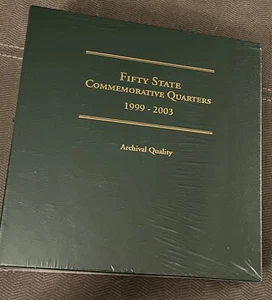 Fifty State
Commemorative Quarters
1999 - 2003
Archival Quality